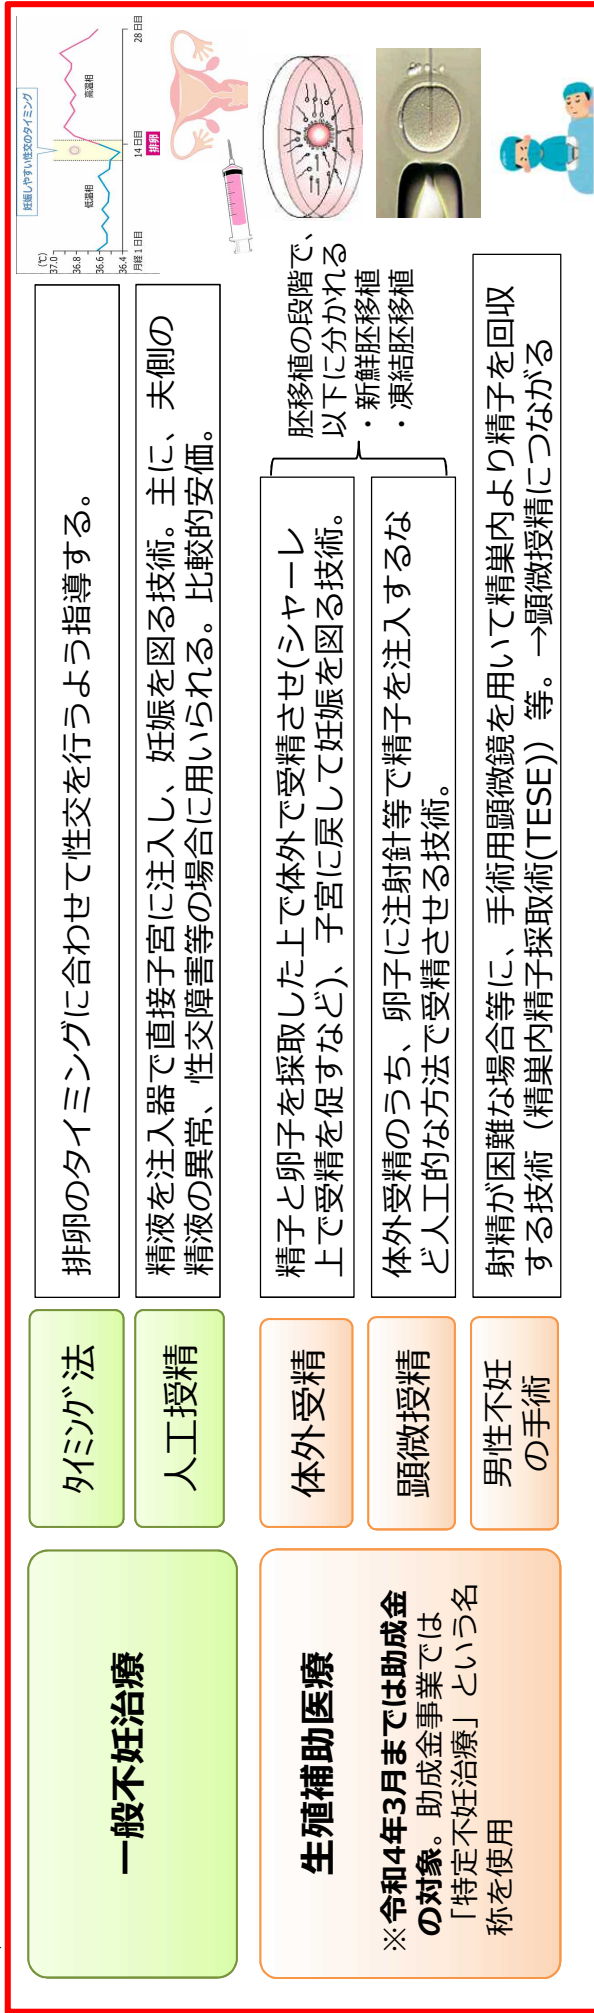 一般不妊治療
タイミング法
排卵のタイミングに合わせて性交を行うよう指導する。
人工授精
精液を注入器で直接子宮に注入し、妊娠を図る技術。主に、夫側の
精液の異常、性交障害等の場合に用いられる。比較的安価。
生殖補助医療
※令和4年3月までは助成金
の対象。助成金事業では
「特定不妊治療」という名
称を使用
体外受精
精子と卵子を採取した上で体外で受精させ(シャーレ
上で受精を促すなど)、子宮に戻して妊娠を図る技術。
顕微授精
体外受精のうち、卵子に注射針等で精子を注入するな
ど人工的な方法で受精させる技術。
胚移植の段階で、
以下に分かれる
・新鮮胚移植
・凍結胚移植
男性不妊
の手術
射精が困難な場合等に、手術用顕微鏡を用いて精巣内より精子を回収
する技術（精巣内精子採取術(TESE)） 等。→顕微授精につながる
妊娠しやすい性交のタイミング
(℃)
37.0
36.8
36.6
36.4
低温相
高温相
月経 1日目
14日目
28日目
排卵